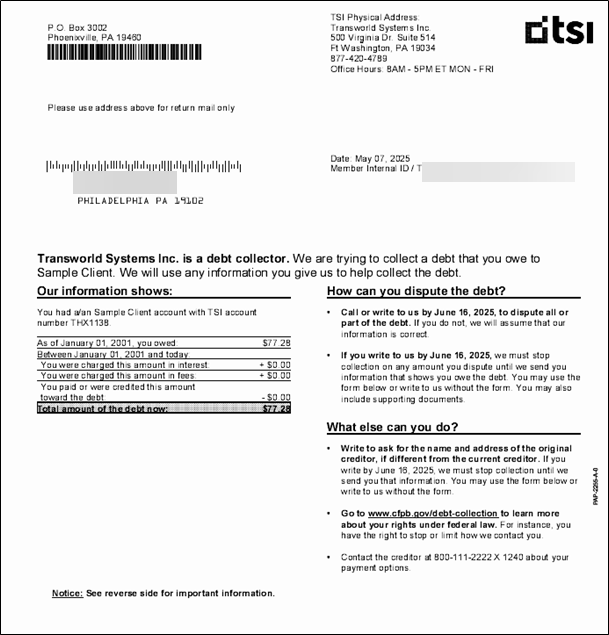 P.O. Box 3002
Phoenixville, PA 19460
TSI Physical Address:
Transworld Systems Inc.
500 Virginia Dr. Suite 514
Ft Washington, PA 19034
877-420-4789
Office Hours: 8AM - 5PM ET MON - FRI
tsi
Please use address above for return mail only
Date: May 07, 2025
Member Internal ID / T
PHILADELPHIA PA 19102
Transworld Systems Inc. is a debt collector. We are trying to collect a debt that you owe to
Sample Client. We will use any information you give us to help collect the debt.
Our information shows:
You had a/an Sample Client account with TSI account
number THX1138.
As of January 01, 2001, you owed: $77.28
Between January 01, 2001 and today:
You were charged this amount in interest: + $0.00
You were charged this amount in fees: + $0.00
You paid or were credited this amount
toward the debt: - $0.00
Total amount of the debt now: $77.28
How can you dispute the debt?
• Call or write to us by June 16, 2025, to dispute all or
part of the debt. If you do not, we will assume that our
information is correct.
• If you write to us by June 16, 2025, we must stop
collection on any amount you dispute until we send you
information that shows you owe the debt. You may use the
form below or write to us without the form. You may also
include supporting documents.
What else can you do?
• Write to ask for the name and address of the original
creditor, if different from the current creditor. If you
write by June 16, 2025, we must stop collection until we
send you that information. You may use the form below or
write to us without the form.
• Go to www.cfpb.gov/debt-collection to learn more
about your rights under federal law. For instance, you
have the right to stop or limit how we contact you.
• Contact the creditor at 800-111-2222 X 1240 about your
payment options.
Notice: See reverse side for important information.